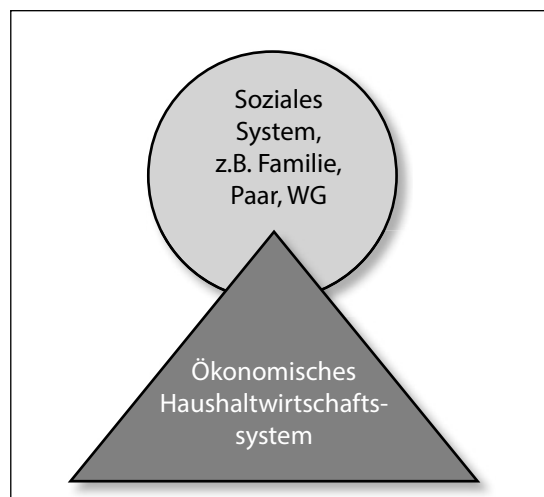 Soziales
System,
z.B. Familie,
Paar, WG
Ökonomisches
Haushaltwirtschafts-
system